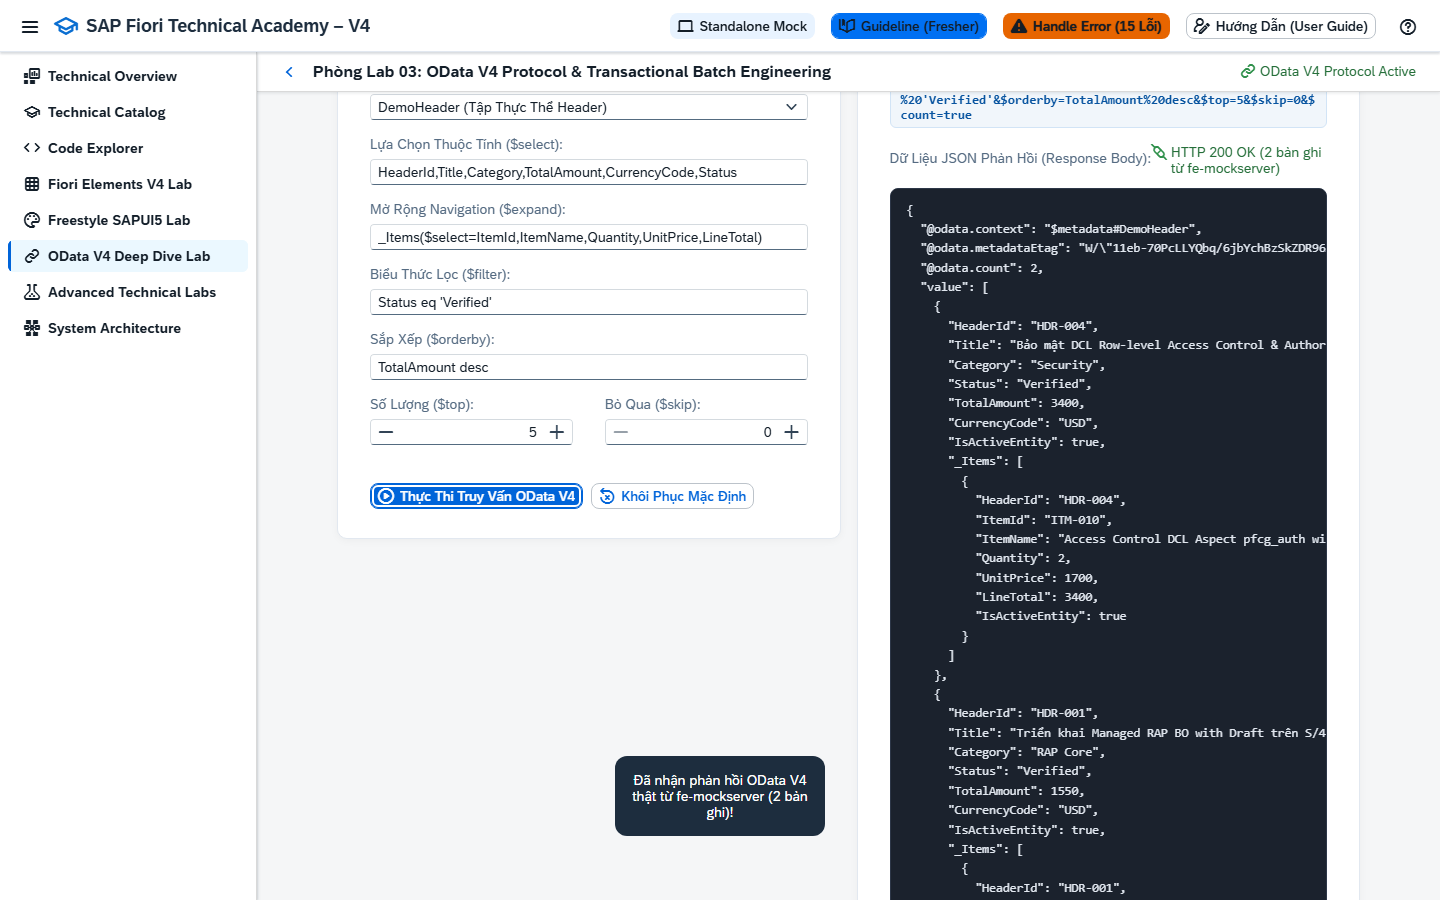 SAP Fiori Technical Academy – V4
Standalone Mock
Guideline (Fresher)
Handle Error (15 Lỗi)
Hướng Dẫn (User Guide)
Technical Overview
Technical Catalog
Code Explorer
Fiori Elements V4 Lab
Freestyle SAPUI5 Lab
OData V4 Deep Dive Lab
Advanced Technical Labs
System Architecture
Phòng Lab 03: OData V4 Protocol & Transactional Batch Engineering
OData V4 Protocol Active
DemoHeader (Tập Thực Thể Header)
Lựa Chọn Thuộc Tính ($select):
HeaderId,Title,Category,TotalAmount,CurrencyCode,Status
Mở Rộng Navigation ($expand):
_Items($select=ItemId,ItemName,Quantity,UnitPrice,LineTotal)
Biểu Thức Lọc ($filter):
Status eq 'Verified'
Sắp Xếp ($orderby):
TotalAmount desc
Số Lượng ($top):
Bỏ Qua ($skip):
5
0
Thực Thi Truy Vấn OData V4
Khôi Phục Mặc Định
Đã nhận phản hồi OData V4
thật từ fe-mockserver (2 bản
ghi)!
%20'Verified'&$orderby=TotalAmount%20desc&$top=5&$skip=0&$
count=true
Dữ Liệu JSON Phản Hồi (Response Body):
HTTP 200 OK (2 bản ghi
từ fe-mockserver)
{
"@odata.context": "$metadata#DemoHeader",
"@odata.metadataEtag": "W/\"11eb-70PcLLYQbq/6jbYchBzSkZDR96
"@odata.count": 2,
"value": [
{
"HeaderId": "HDR-004",
"Title": "Bảo mật DCL Row-level Access Control & Author
"Category": "Security",
"Status": "Verified",
"TotalAmount": 3400,
"CurrencyCode": "USD",
"IsActiveEntity": true,
"_Items": [
{
"HeaderId": "HDR-004",
"ItemId": "ITM-010",
"ItemName": "Access Control DCL Aspect pfcg_auth wi
"Quantity": 2,
"UnitPrice": 1700,
"LineTotal": 3400,
"IsActiveEntity": true
}
]
},
{
"HeaderId": "HDR-001",
"Title": "Triển khai Managed RAP BO with Draft trên S/4
"Category": "RAP Core",
"Status": "Verified",
"TotalAmount": 1550,
"CurrencyCode": "USD",
"IsActiveEntity": true,
"_Items": [
{
"HeaderId": "HDR-001",